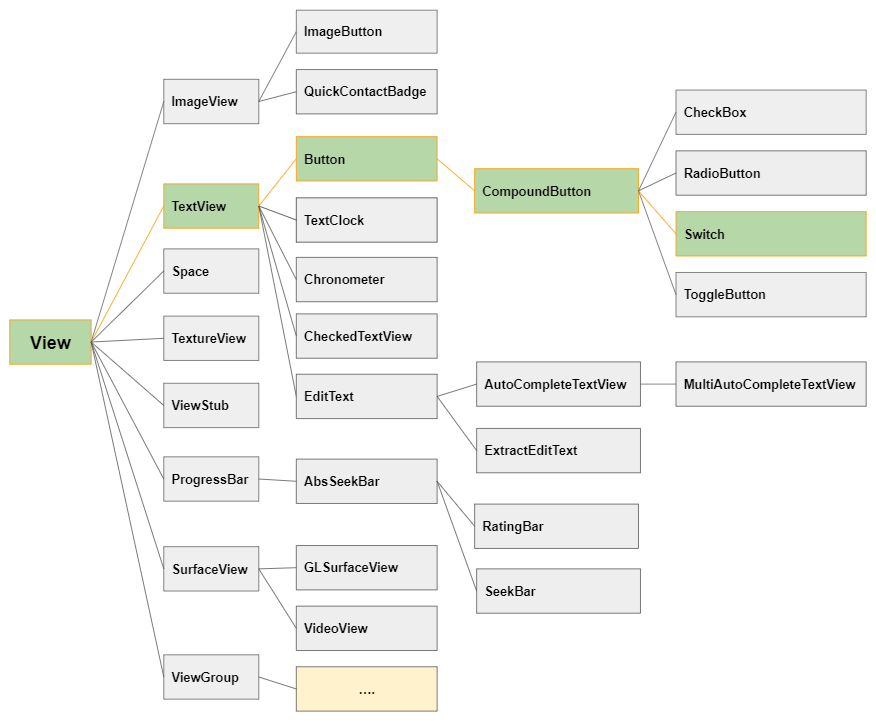 View
ImageView
TextView
Space
TextureView
ViewStub
ProgressBar
SurfaceView
ViewGroup
ImageButton
QuickContactBadge
Button
TextClock
Chronometer
CheckedTextView
EditText
AbsSeekBar
GLSurfaceView
VideoView
....
CompoundButton
AutoCompleteTextView
ExtractEditText
RatingBar
SeekBar
CheckBox
RadioButton
Switch
ToggleButton
MultiAutoCompleteTextView